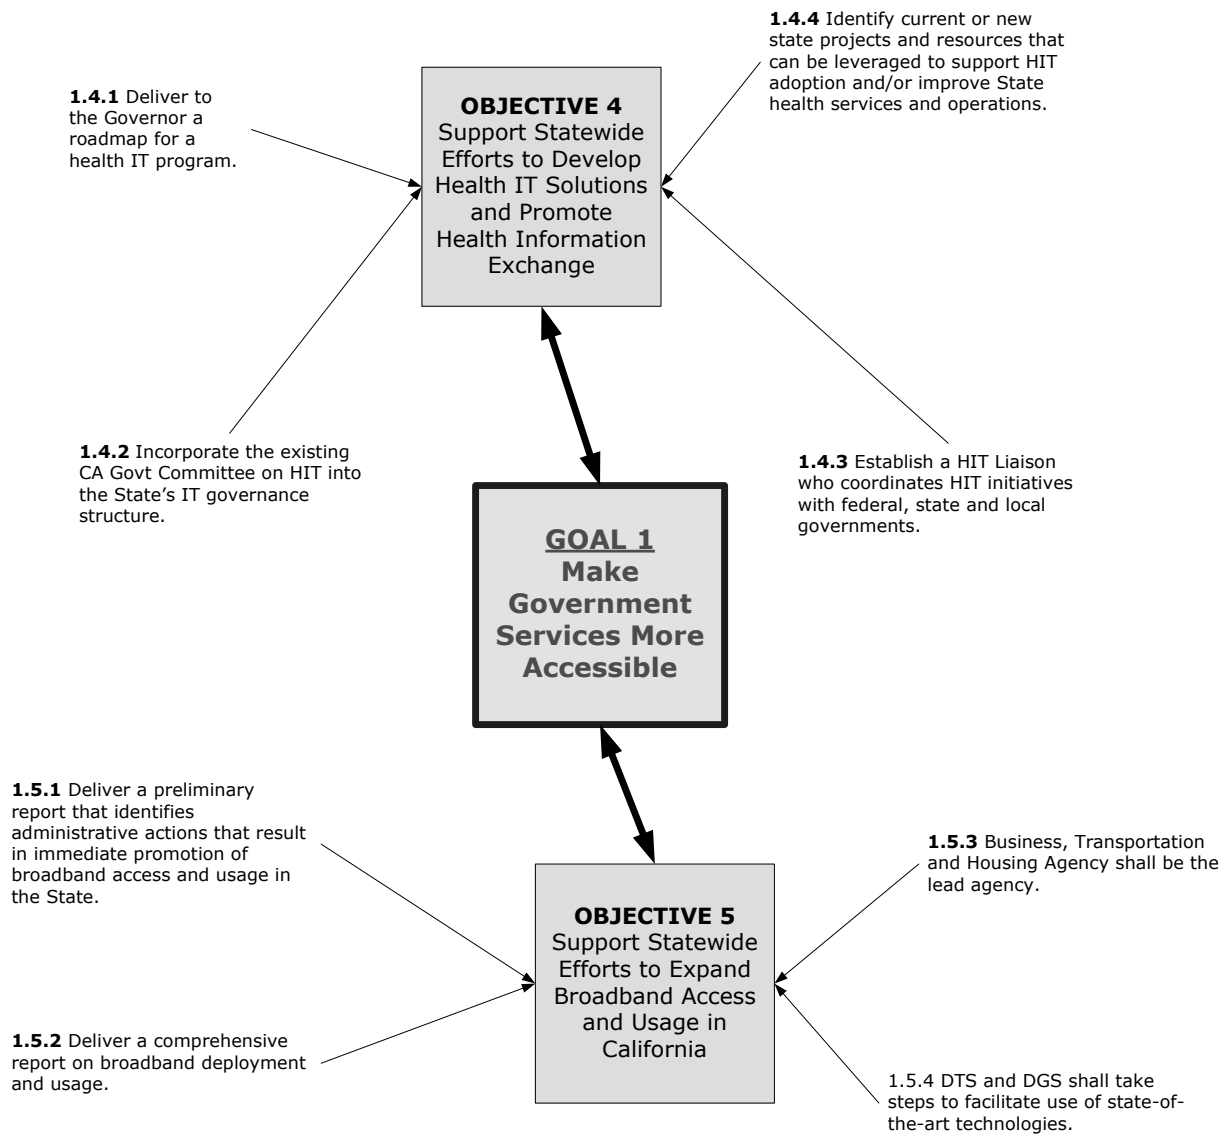 1.4.4 Identify current or new
state projects and resources that
can be leveraged to support HIT
adoption and/or improve State
health services and operations.
1.4.1 Deliver to
the Governor a
roadmap for a
health IT program.
OBJECTIVE 4
Support Statewide
Efforts to Develop
Health IT Solutions
and Promote
Health Information
Exchange
1.4.2 Incorporate the existing
CA Govt Committee on HIT into
the State’s IT governance
structure.
1.4.3 Establish a HIT Liaison
who coordinates HIT initiatives
with federal, state and local
governments.
GOAL 1
Make
Government
Services More
Accessible
1.5.1 Deliver a preliminary
report that identifies
administrative actions that result
in immediate promotion of
broadband access and usage in
the State.
1.5.3 Business, Transportation
and Housing Agency shall be the
lead agency.
OBJECTIVE 5
Support Statewide
Efforts to Expand
Broadband Access
and Usage in
California
1.5.2 Deliver a comprehensive
report on broadband deployment
and usage.
1.5.4 DTS and DGS shall take
steps to facilitate use of state-of-
the-art technologies.